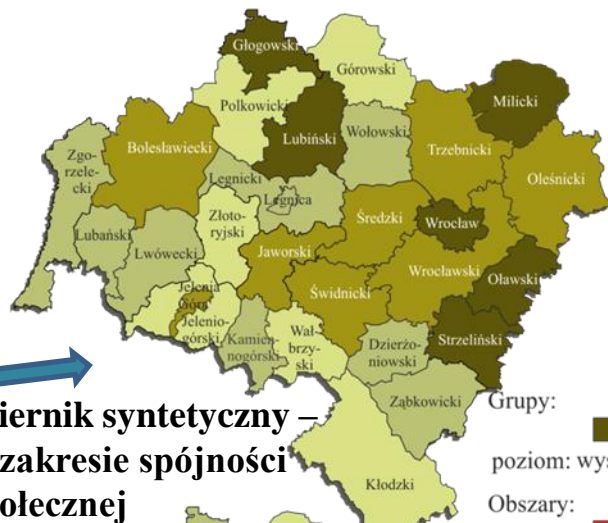 Głogowski
Górowski
Milicki
Polkowicki
Lubiński
Wołowski
Bolesławiecki
Trzebnicki
Zgo-
rzele-
cki
Oleśnicki
Legnicki
Legnica
Złoto-
ryjski
Średzki
Wrocław
Lubański
Lwówecki
Jaworski
Wrocławski
Oławski
Jelenia
Góra
Jelenio-
górski
Świdnicki
Kamien-
nogórski
Wał-
brzy-
ski
Dzierżo-
niowski
Strzeliński
Ząbkowicki
Kłodzki
iernik syntetyczny –
zakresie spójności
ołecznej
Grupy:
poziom: wys
Obszary: